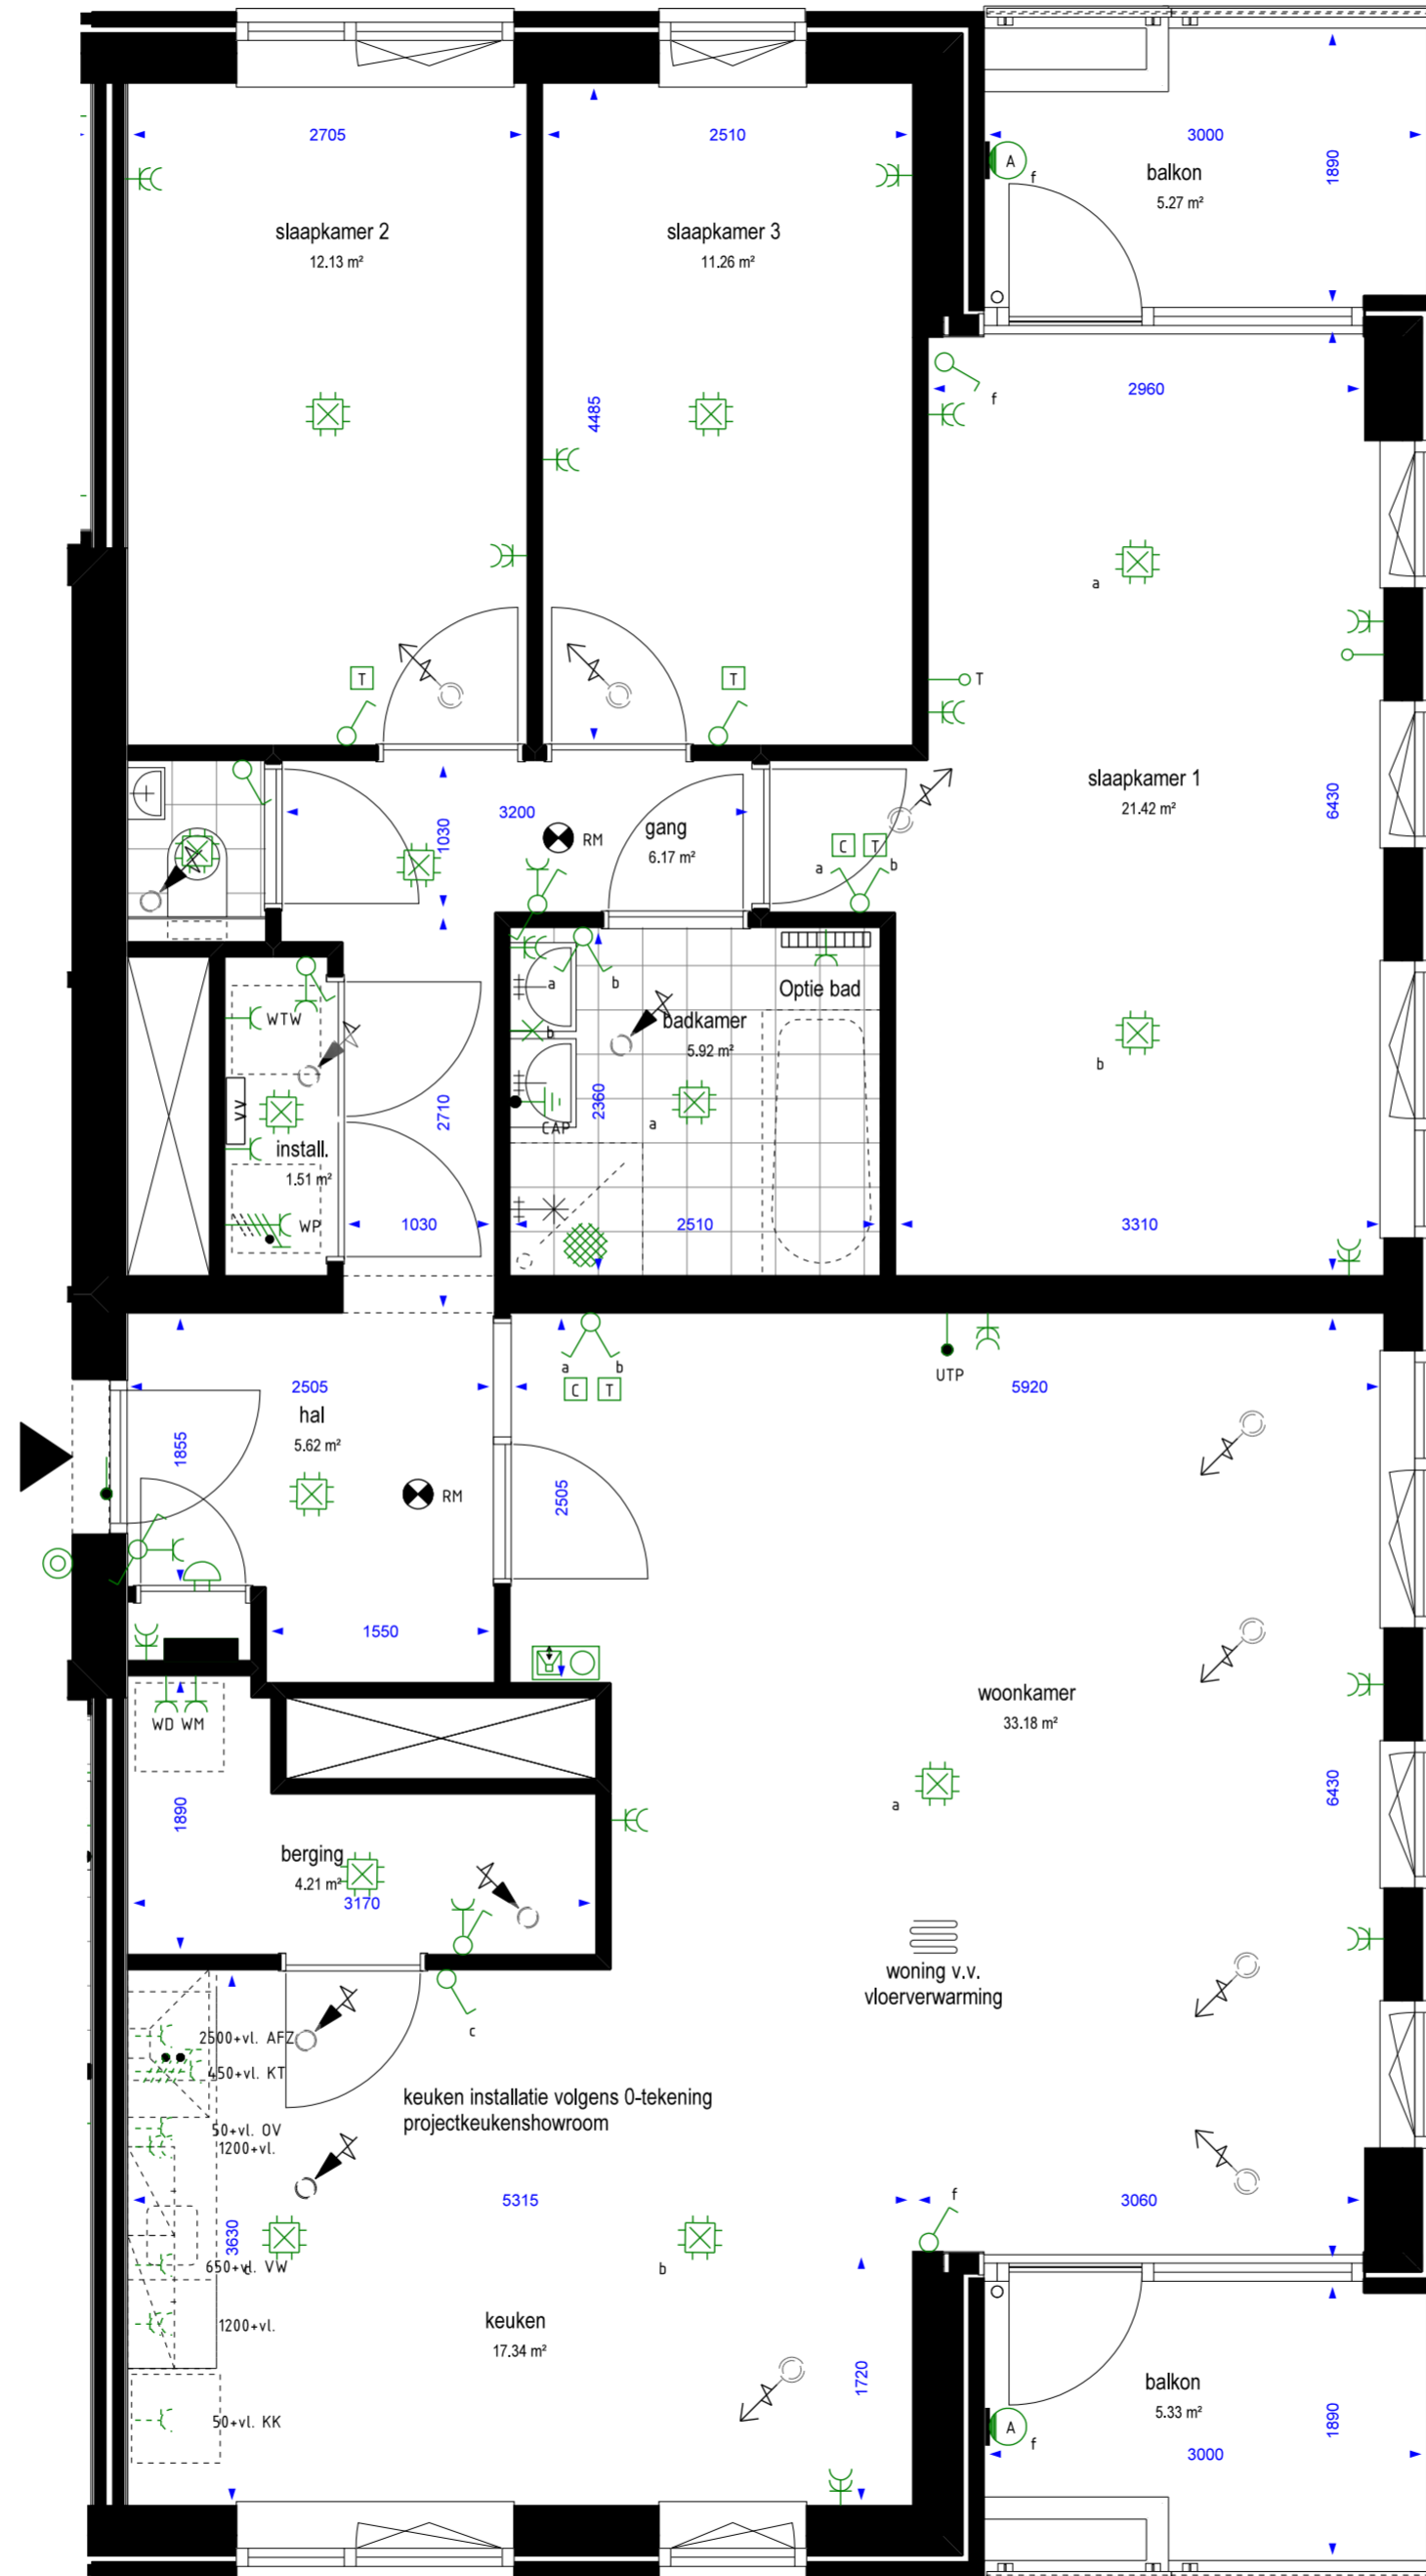 2705
2510
3000
1890
A
f
balkon
5.27 m²
slaapkamer 2
12.13 m²
slaapkamer 3
11.26 m²
4485
2960
f
a
T
T
T
slaapkamer 1
21.42 m²
6430
3200
1030
RM
gang
6.17 m²
C T
a
b
a
b
Optie bad
WTW
badkamer
5.92 m²
b
b
VV
2710
2360
CAP
a
install.
1.51 m²
WP
1030
2510
3310
a
b
C T
UTP
2505
5920
hal
5.62 m²
1855
2505
RM
1550
woonkamer
33.18 m²
WD WM
1890
a
6430
berging
4.21 m²
3170
woning v.v.
vloerverwarming
c
2500+vl. AFZ
450+vl. KT
keuken installatie volgens 0-tekening
projectkeukenshowroom
50+vl. OV
1200+vl.
5315
f
3060
3630
650+vl. VW
c
b
1200+vl.
keuken
17.34 m²
1720
balkon
5.33 m²
1890
50+vl. KK
A
f
3000